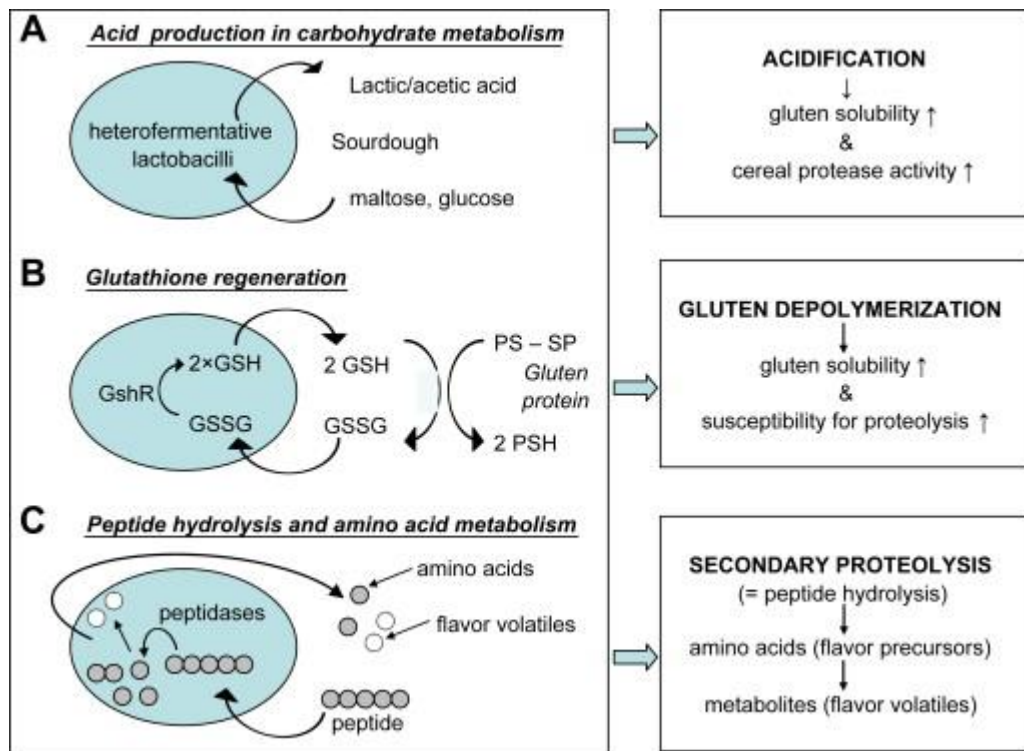 A
Acid production in carbohydrate metabolism
Lactic/acetic acid
heterofermentative
lactobacilli
Sourdough
maltose, glucose
ACIDIFICATION
↓
gluten solubility ↑
&
cereal protease activity ↑
B
Glutathione regeneration
2×GSH
GshR
GSSG
2 GSH
GSSG
PS – SP
Gluten
protein
2 PSH
GLUTEN DEPOLYMERIZATION
gluten solubility ↑
&
susceptibility for proteolysis ↑
C
Peptide hydrolysis and amino acid metabolism
peptidases
amino acids
flavor volatiles
peptide
SECONDARY PROTEOLYSIS
(= peptide hydrolysis)
amino acids (flavor precursors)
metabolites (flavor volatiles)